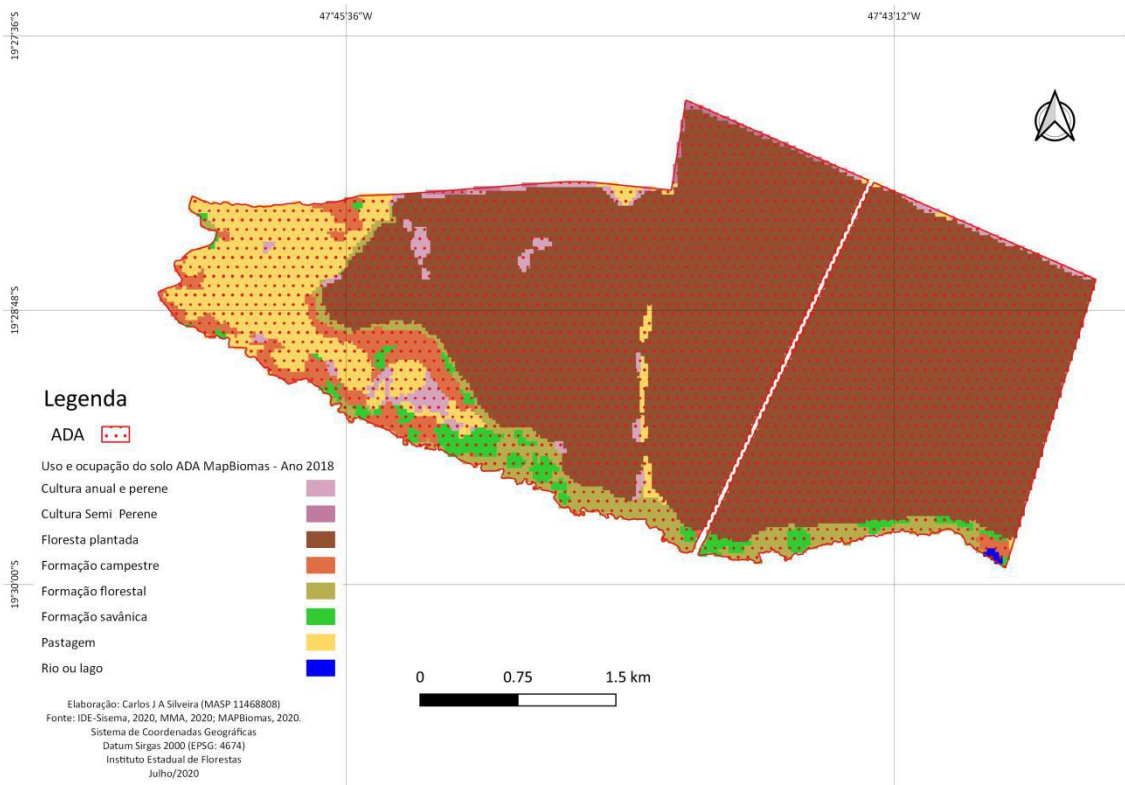 47°45'36"W
47°43'12"W
19°27'36"S
19°28'48"S
19°30'00"S
Legenda
ADA
Uso e ocupação do solo ADA MapBiomas - Ano 2018
Cultura anual e perene
Cultura Semi Perene
Floresta plantada
Formação campestre
Formação florestal
Formação savânica
Pastagem
Rio ou lago
0 0.75 1.5 km
Elaboração: Carlos J A Silveira (MASP 11468808)
Fonte: IDE-Sisema, 2020, MMA, 2020; MAPBiomas, 2020.
Sistema de Coordenadas Geográficas
Datum Sirgas 2000 (EPSG: 4674)
Instituto Estadual de Florestas
Julho/2020